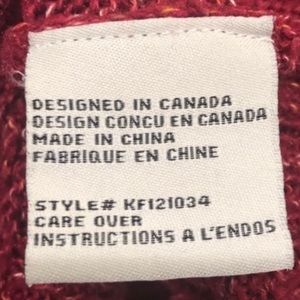 DESIGNED IN CANADA
DESIGN CONCU EN CANADA
MADE IN CHINA
FABRIQUE EN CHINE
STYLE# KF121034
CARE OVER
INSTRUCTIONS A L'ENDOS